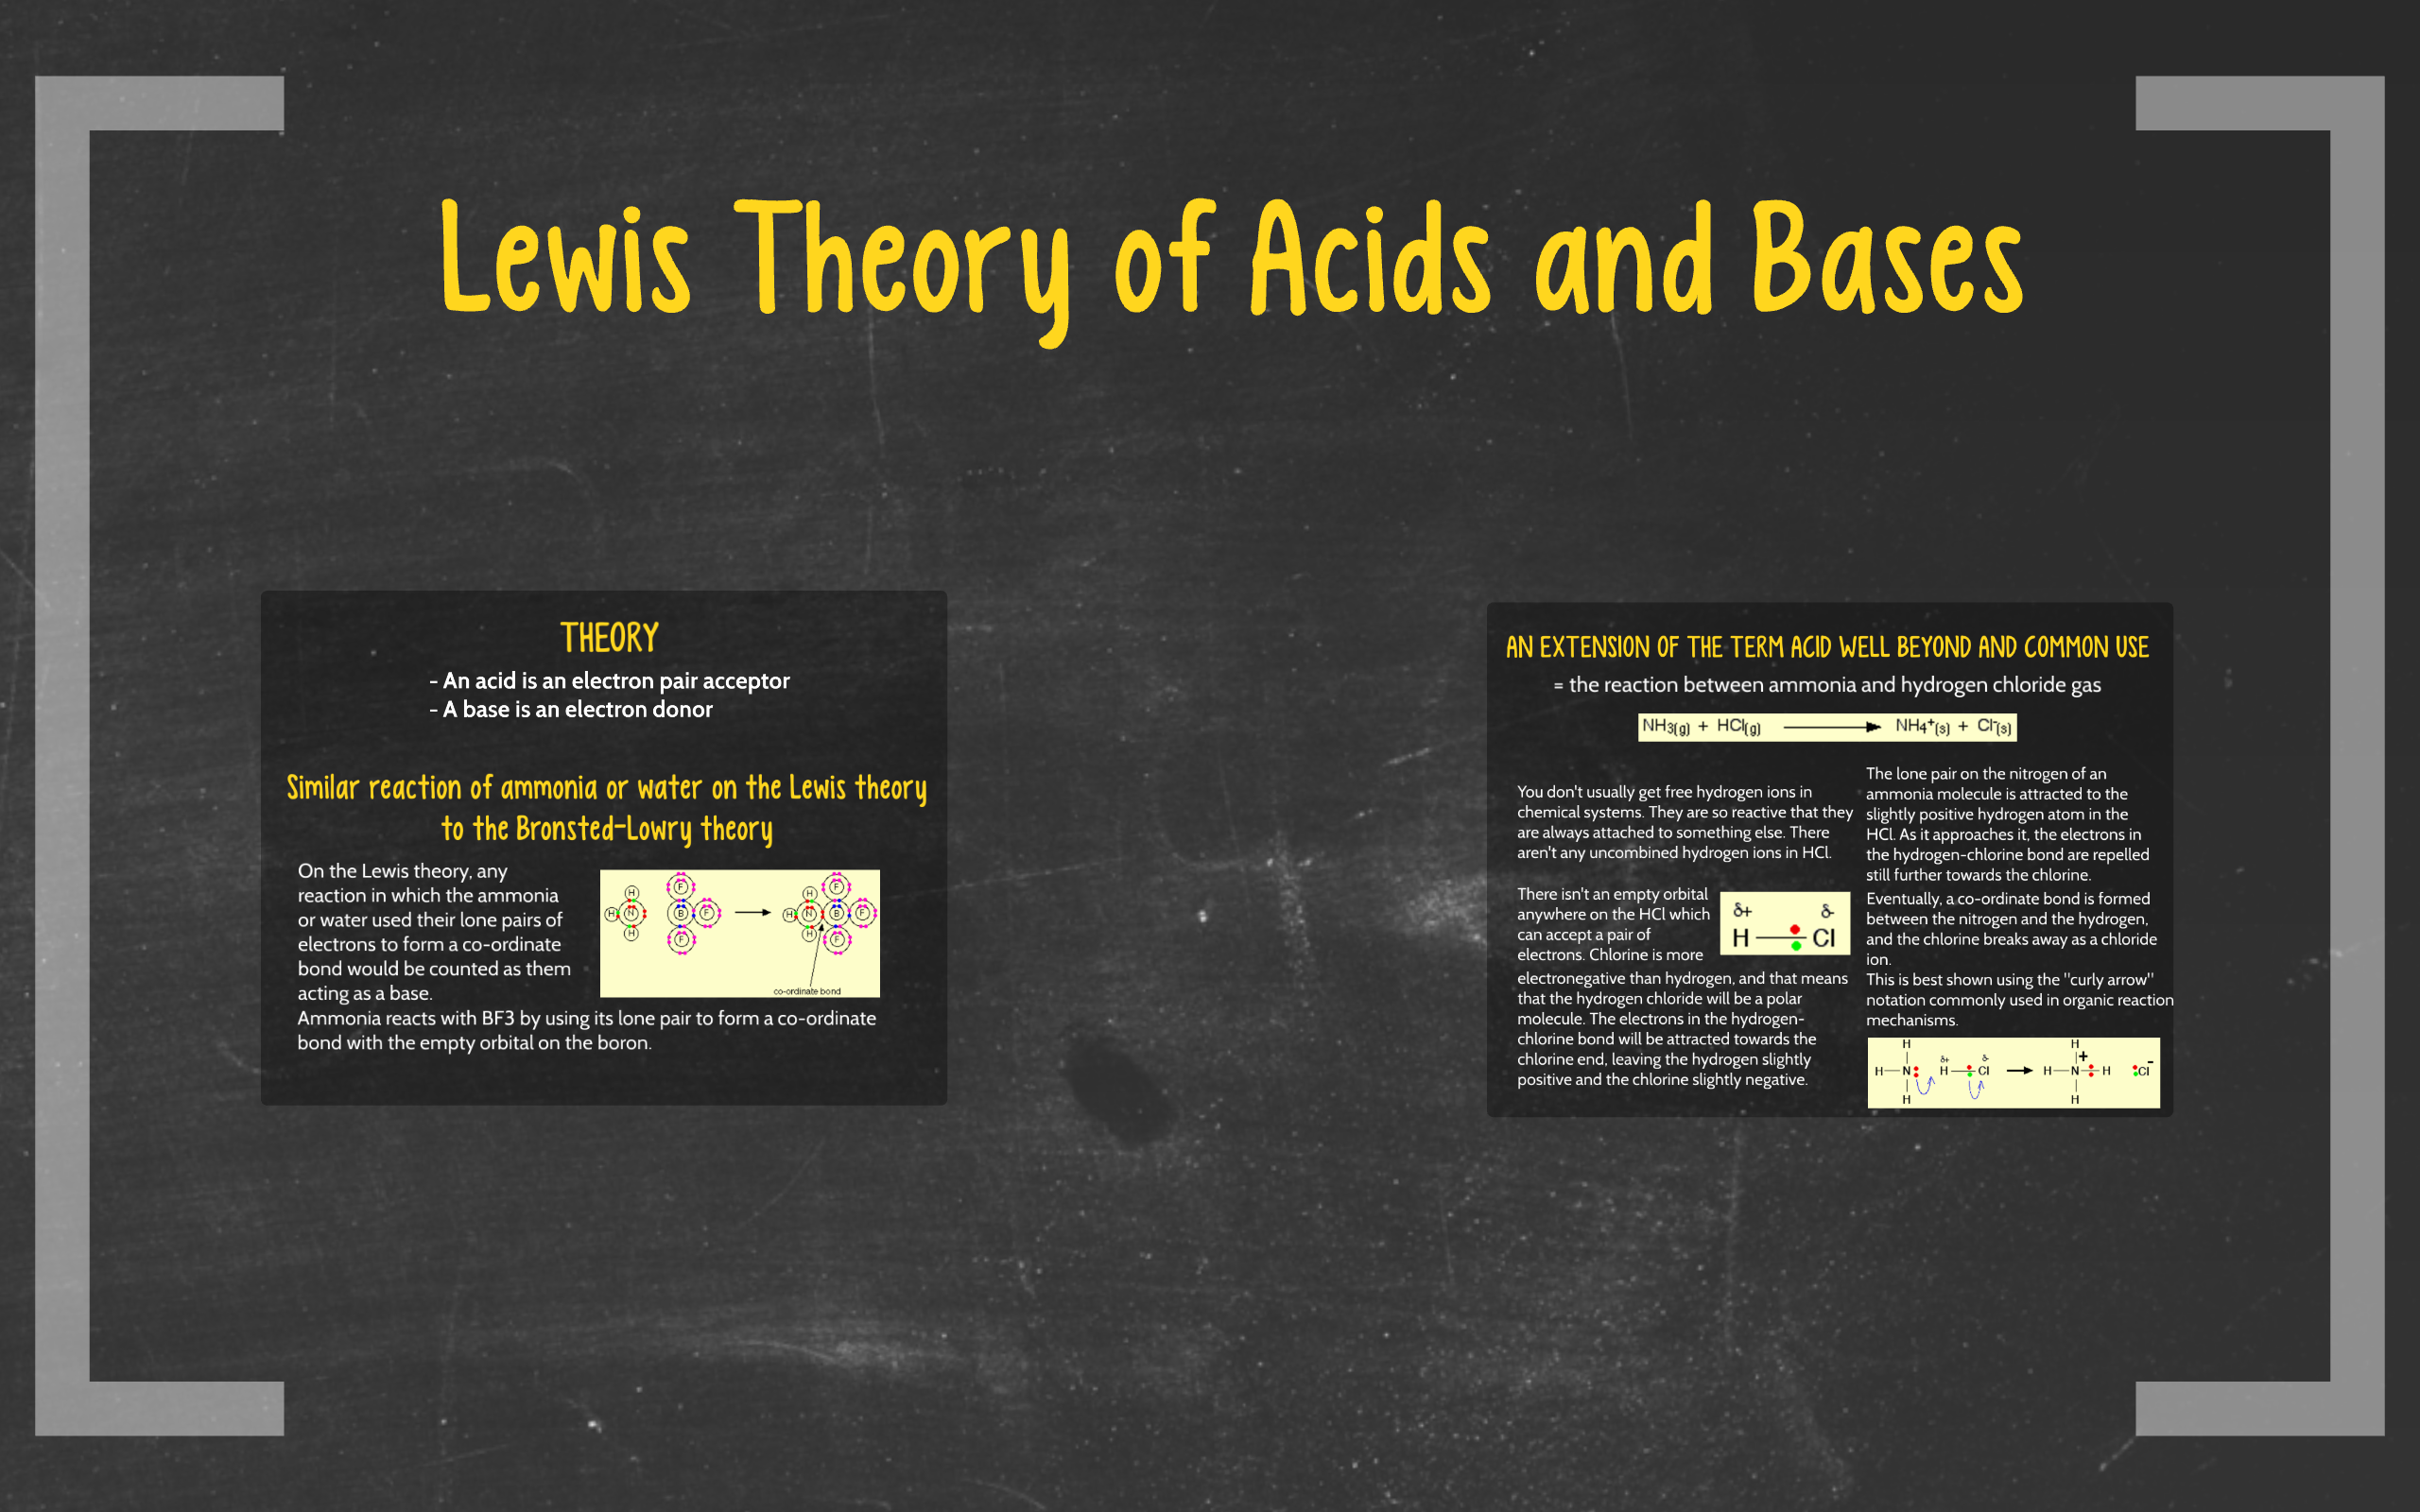 Lewis Theory of Acids and Bases
THEORY
- An acid is an electron pair acceptor
- A base is an electron donor
Similar reaction of ammonia or water on the Lewis theory
to the Bronsted-Lowry theory
On the Lewis theory, any
reaction in which the ammonia
or water used their lone pairs of
electrons to form a co-ordinate
bond would be counted as them
acting as a base.
Ammonia reacts with BF3 by using its lone pair to form a co-ordinate
bond with the empty orbital on the boron.
H F H F
H N B F H N B F
H F H F
co-ordinate bond
AN EXTENSION OF THE TERM ACID WELL BEYOND AND COMMON USE
= the reaction between ammonia and hydrogen chloride gas
NH3(g) + HCl(g) → NH4+(s) + Cl-(s)
You don't usually get free hydrogen ions in
chemical systems. They are so reactive that they
are always attached to something else. There
aren't any uncombined hydrogen ions in HCl.
There isn't an empty orbital
anywhere on the HCl which
can accept a pair of
electrons. Chlorine is more
electronegative than hydrogen, and that means
that the hydrogen chloride will be a polar
molecule. The electrons in the hydrogen-
chlorine bond will be attracted towards the
chlorine end, leaving the hydrogen slightly
positive and the chlorine slightly negative.
δ+ δ-
H Cl
The lone pair on the nitrogen of an
ammonia molecule is attracted to the
slightly positive hydrogen atom in the
HCl. As it approaches it, the electrons in
the hydrogen-chlorine bond are repelled
still further towards the chlorine.
Eventually, a co-ordinate bond is formed
between the nitrogen and the hydrogen,
and the chlorine breaks away as a chloride
ion.
This is best shown using the "curly arrow"
notation commonly used in organic reaction
mechanisms.
H H
δ+ δ- +
H N H Cl → H N H Cl -
H H